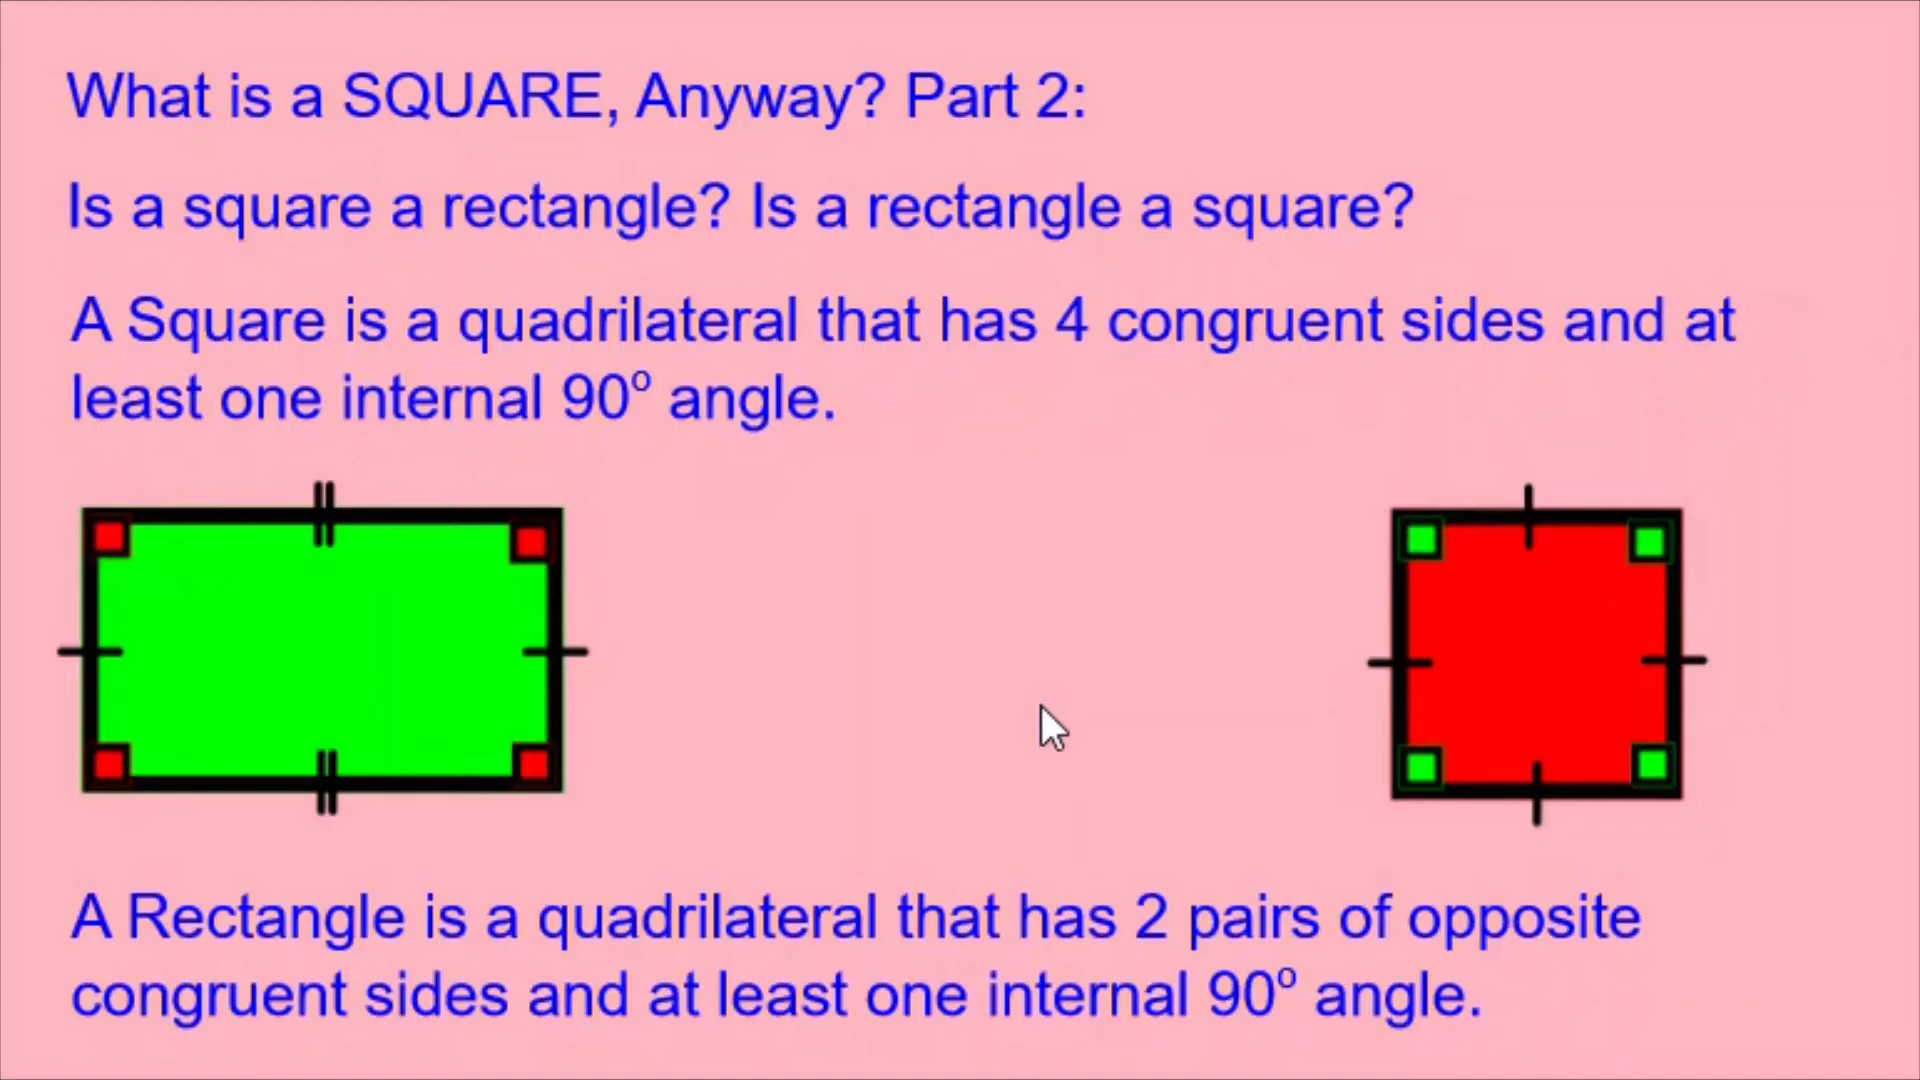 What is a SQUARE, Anyway? Part 2:
Is a square a rectangle? Is a rectangle a square?
A Square is a quadrilateral that has 4 congruent sides and at
least one internal 90º angle.
A Rectangle is a quadrilateral that has 2 pairs of opposite
congruent sides and at least one internal 90º angle.